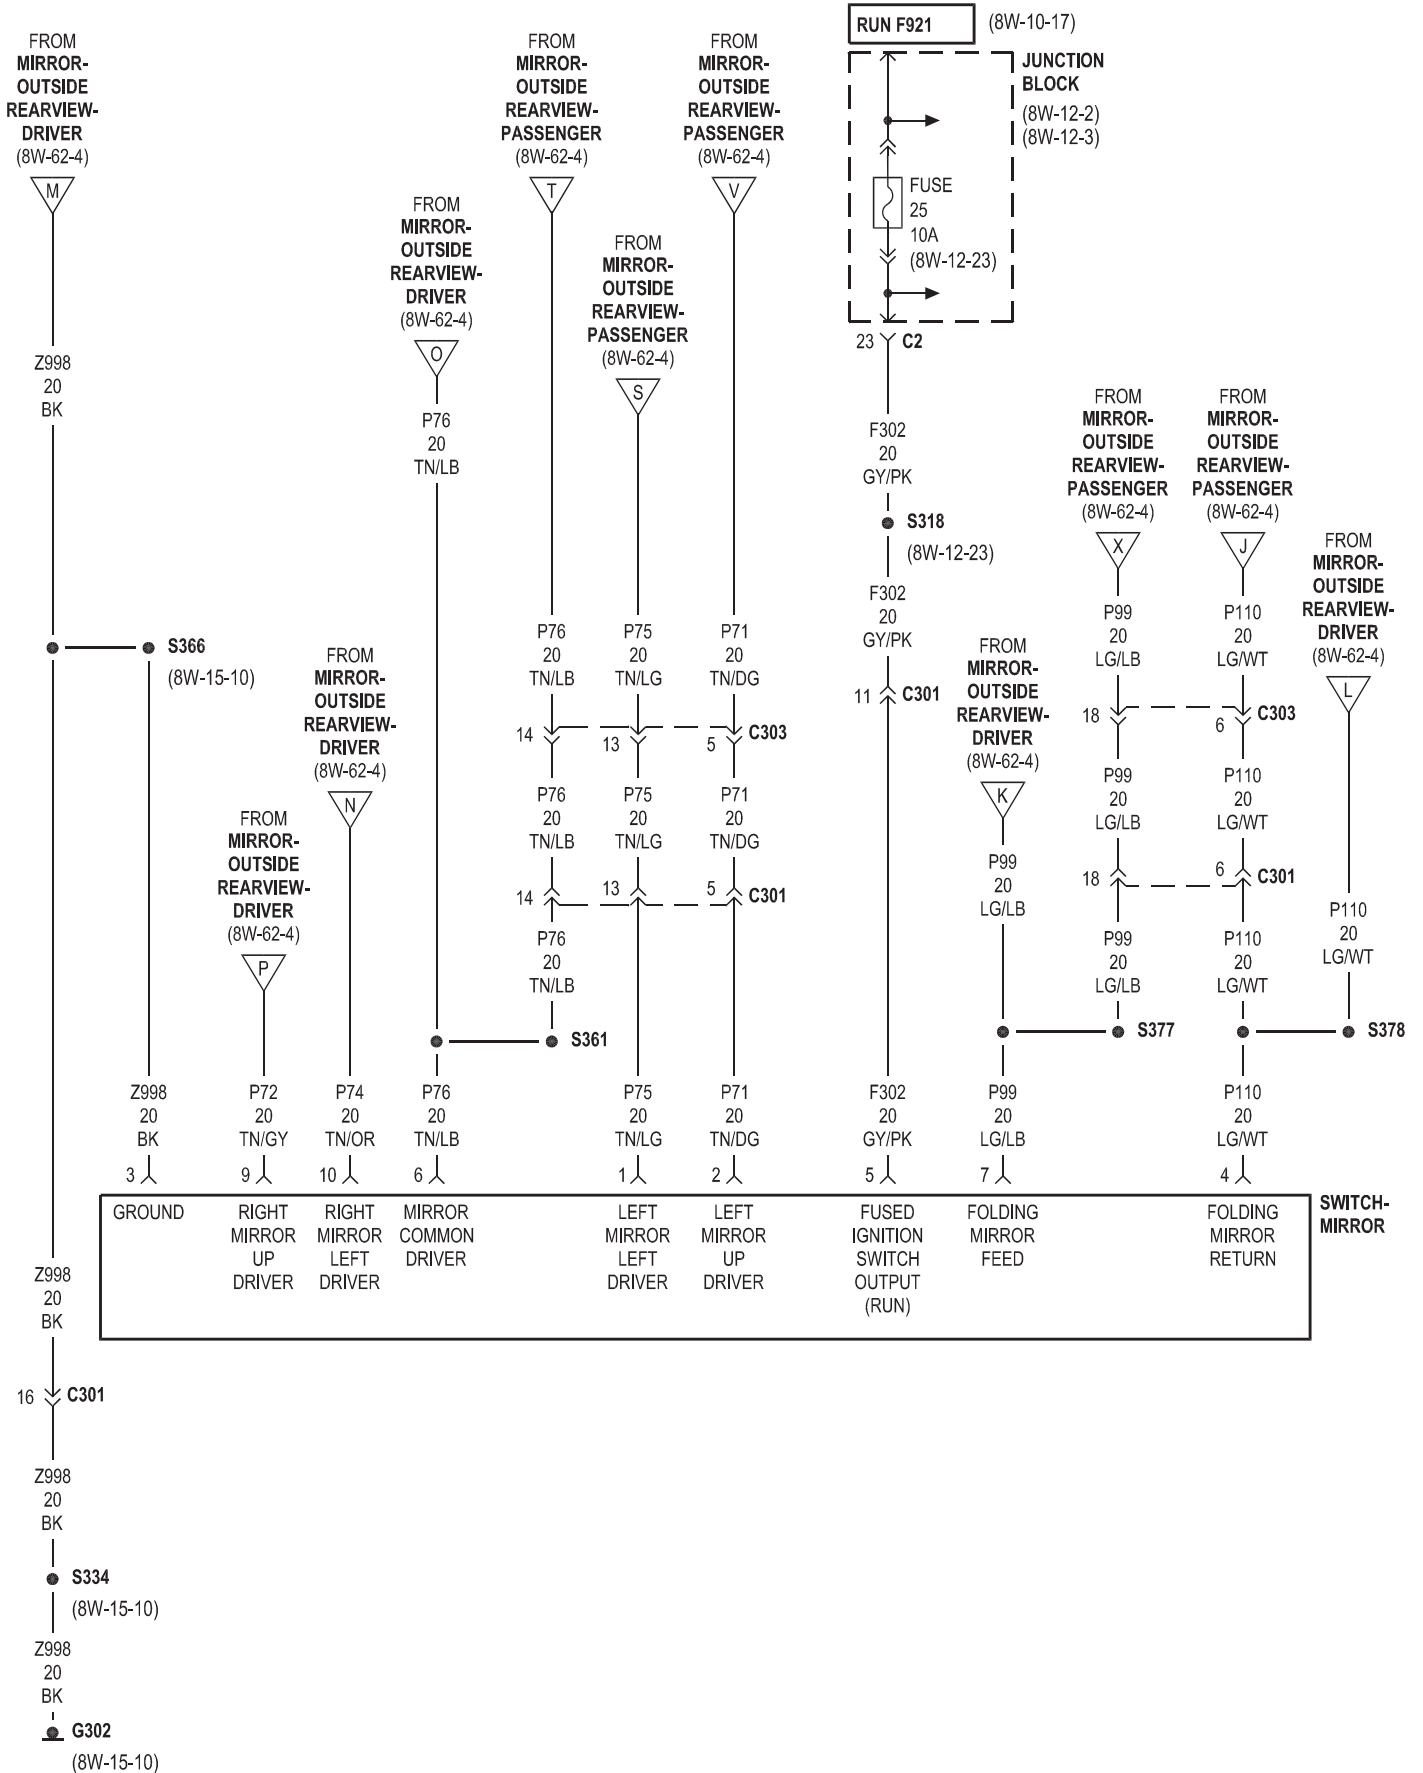 RUN F921
(8W-10-17)
JUNCTION
BLOCK
(8W-12-2)
(8W-12-3)
FUSE
25
10A
(8W-12-23)
23
C2
F302
20
GY/PK
S318
(8W-12-23)
F302
20
GY/PK
11
C301
F302
20
GY/PK
5
FROM
MIRROR-
OUTSIDE
REARVIEW-
DRIVER
(8W-62-4)
M
Z998
20
BK
S366
(8W-15-10)
Z998
20
BK
3
FROM
MIRROR-
OUTSIDE
REARVIEW-
DRIVER
(8W-62-4)
P
P72
20
TN/GY
9
FROM
MIRROR-
OUTSIDE
REARVIEW-
DRIVER
(8W-62-4)
N
P74
20
TN/OR
10
FROM
MIRROR-
OUTSIDE
REARVIEW-
DRIVER
(8W-62-4)
O
P76
20
TN/LB
P76
20
TN/LB
6
FROM
MIRROR-
OUTSIDE
REARVIEW-
PASSENGER
(8W-62-4)
T
P76
20
TN/LB
14
P76
20
TN/LB
14
P76
20
TN/LB
S361
FROM
MIRROR-
OUTSIDE
REARVIEW-
PASSENGER
(8W-62-4)
S
P75
20
TN/LG
13
P75
20
TN/LG
13
P75
20
TN/LG
1
FROM
MIRROR-
OUTSIDE
REARVIEW-
PASSENGER
(8W-62-4)
V
P71
20
TN/DG
5
C303
P71
20
TN/DG
5
C301
P71
20
TN/DG
2
FROM
MIRROR-
OUTSIDE
REARVIEW-
DRIVER
(8W-62-4)
K
P99
20
LG/LB
P99
20
LG/LB
7
FROM
MIRROR-
OUTSIDE
REARVIEW-
PASSENGER
(8W-62-4)
X
P99
20
LG/LB
18
P99
20
LG/LB
18
P99
20
LG/LB
S377
FROM
MIRROR-
OUTSIDE
REARVIEW-
PASSENGER
(8W-62-4)
J
P110
20
LG/WT
6
C303
P110
20
LG/WT
6
C301
P110
20
LG/WT
P110
20
LG/WT
4
FROM
MIRROR-
OUTSIDE
REARVIEW-
DRIVER
(8W-62-4)
L
P110
20
LG/WT
S378
GROUND
RIGHT
MIRROR
UP
DRIVER
RIGHT
MIRROR
LEFT
DRIVER
MIRROR
COMMON
DRIVER
LEFT
MIRROR
LEFT
DRIVER
LEFT
MIRROR
UP
DRIVER
FUSED
IGNITION
SWITCH
OUTPUT
(RUN)
FOLDING
MIRROR
FEED
FOLDING
MIRROR
RETURN
SWITCH-
MIRROR
Z998
20
BK
16
C301
Z998
20
BK
S334
(8W-15-10)
Z998
20
BK
G302
(8W-15-10)